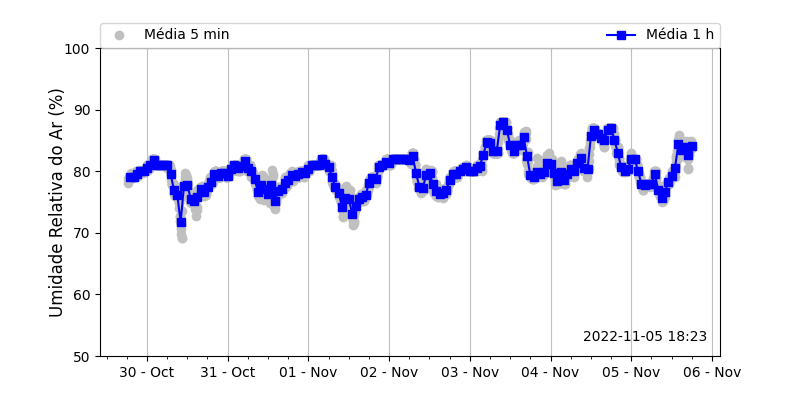 Média 5 min Média 1 h
Umidade Relativa do Ar (%)
100
90
80
70
60
50
2022-11-05 18:23
30 - Oct 31 - Oct 01 - Nov 02 - Nov 03 - Nov 04 - Nov 05 - Nov 06 - Nov